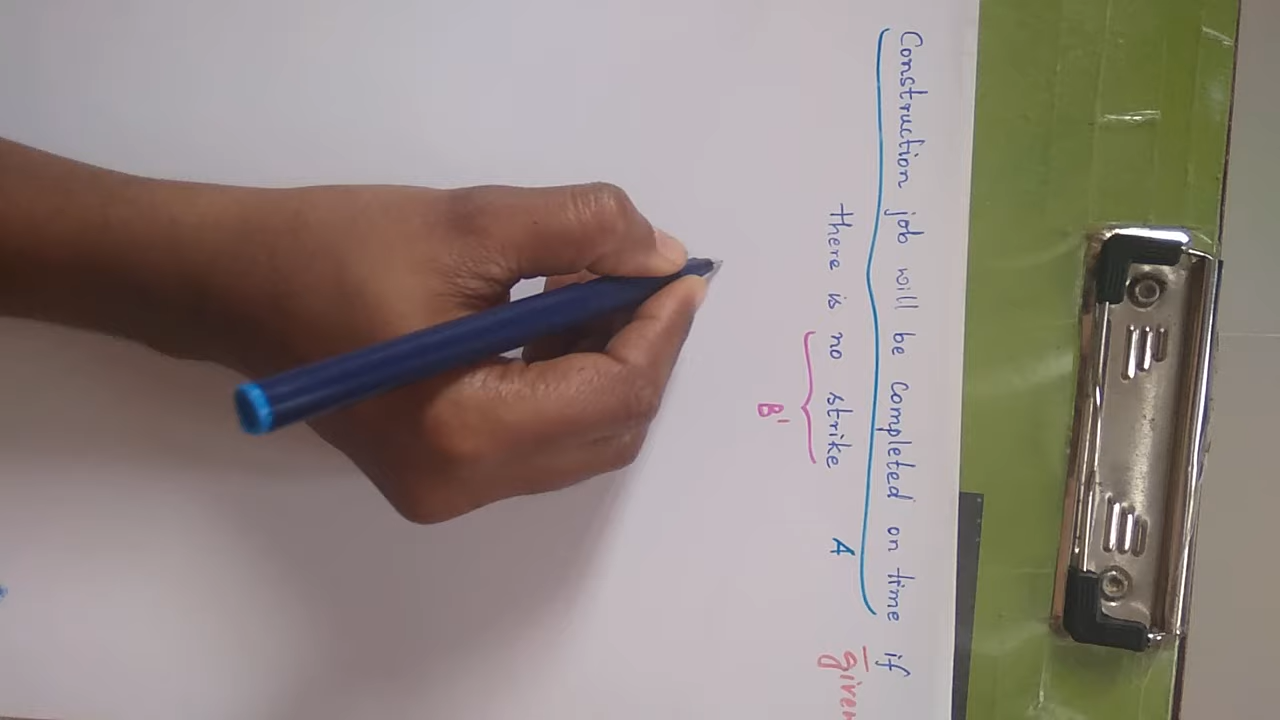 Construction job will be completed on time if
there is no strike A given
B'